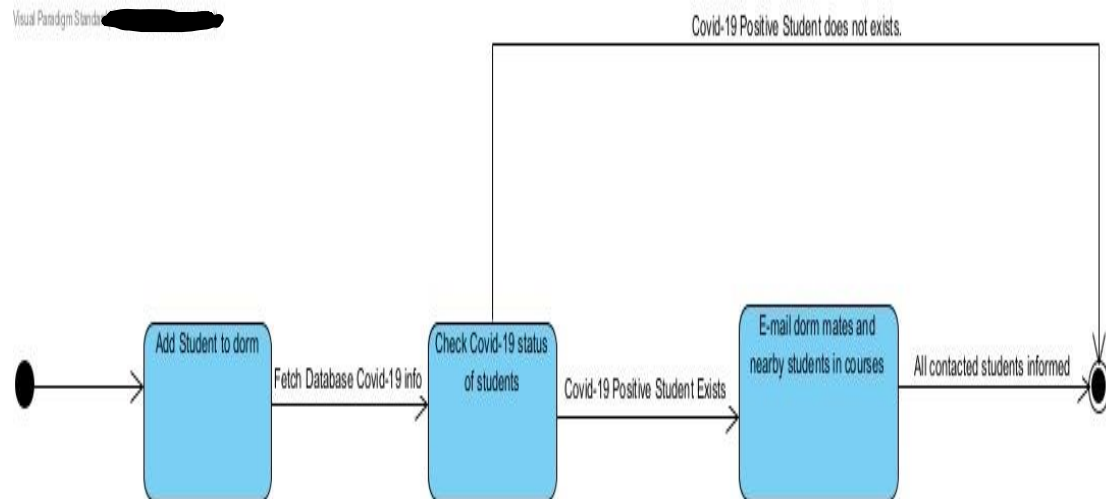 Visual Paradigm Standar
Covid-19 Positive Student does not exists.
Add Student to dorm
Fetch Database Covid-19 info
Check Covid-19 status
of students
Covid-19 Positive Student Exists
E-mail dorm mates and
nearby students in courses
All contacted students informed